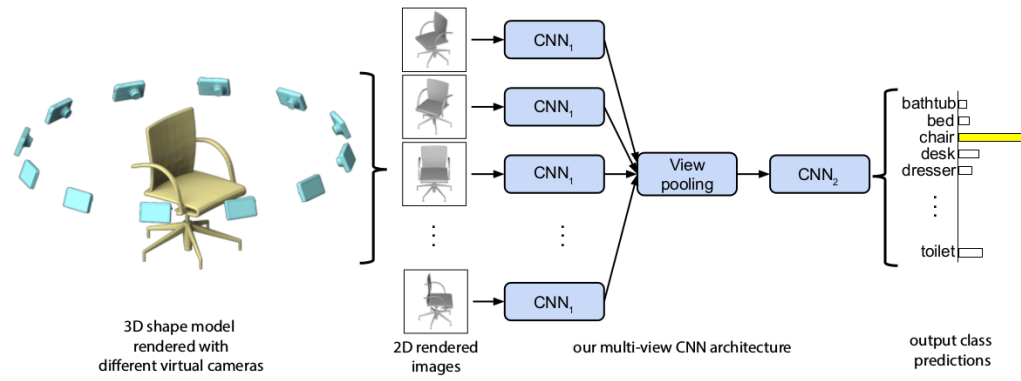 CNN₁
CNN₁
CNN₁
CNN₁
View
pooling
CNN₂
bathtub
bed
chair
desk
dresser
toilet
3D shape model
rendered with
different virtual cameras
2D rendered
images
our multi-view CNN architecture
output class
predictions